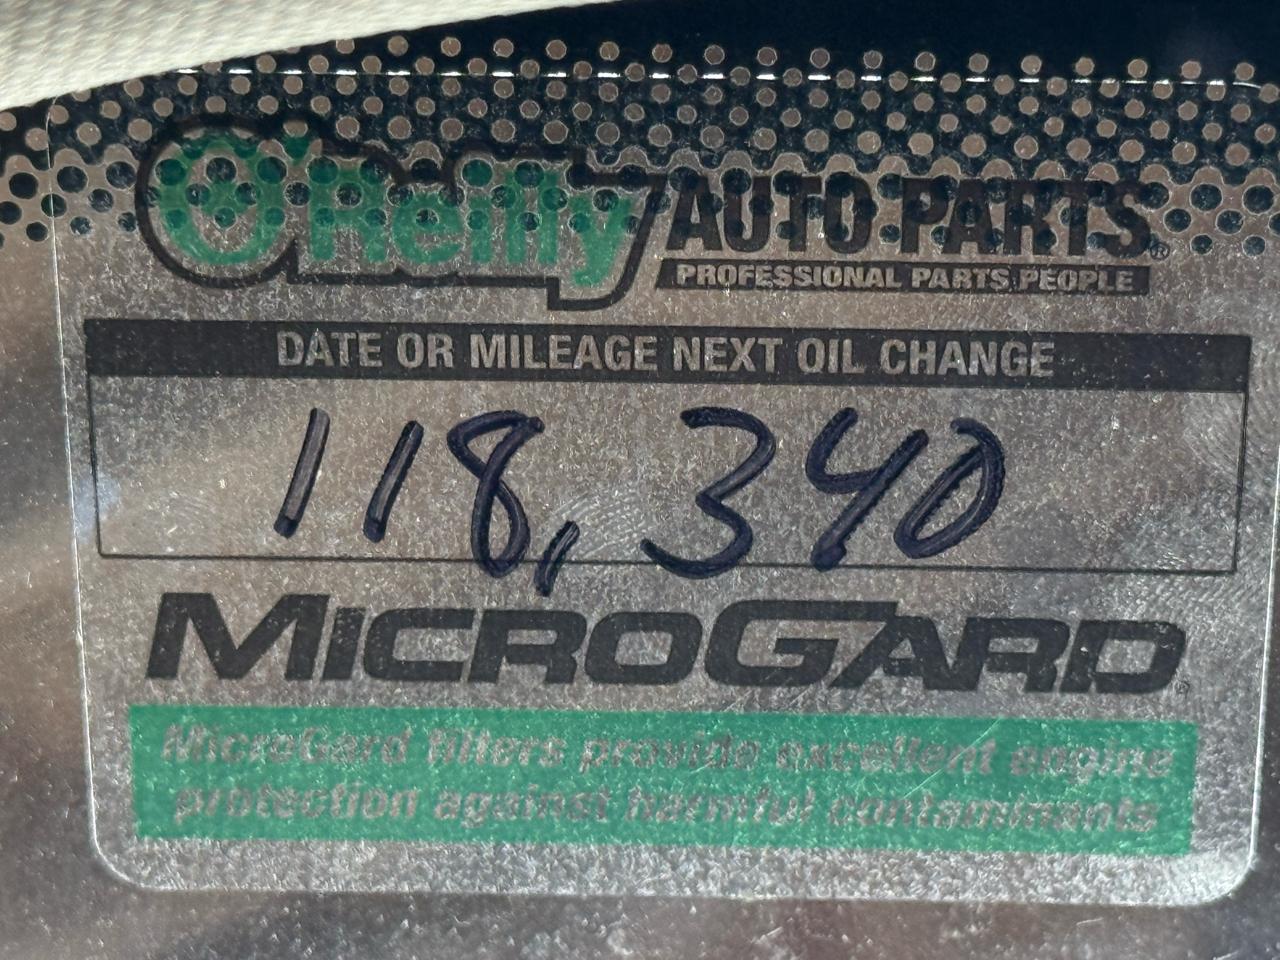 O'Reilly AUTO PARTS®
PROFESSIONAL PARTS PEOPLE
DATE OR MILEAGE NEXT OIL CHANGE
118,340
MICROGARD®
MicroGard filters provide excellent engine
protection against harmful contaminants